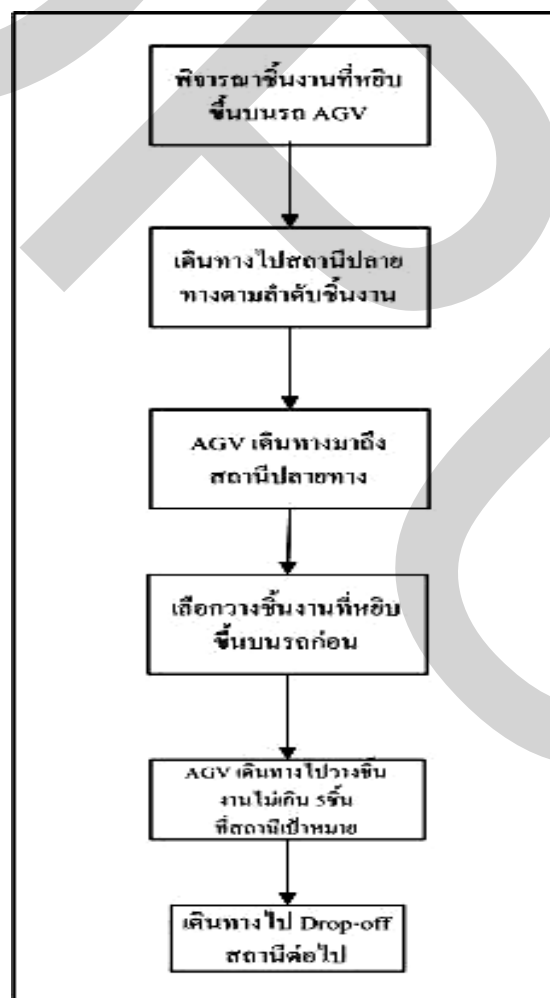 พิจารณาชิ้นงานที่หยิบ
ขึ้นบนรถ AGV
เดินทางไปสถานีปลาย
ทางตามลำดับชิ้นงาน
AGV เดินทางมาถึง
สถานีปลายทาง
เลือกวางชิ้นงานที่หยิบ
ขึ้นบนรถก่อน
AGV เดินทางไปวางชิ้น
งานไม่เกิน 5ชิ้น
ที่สถานีเป้าหมาย
เดินทางไป Drop-off
สถานีต่อไป